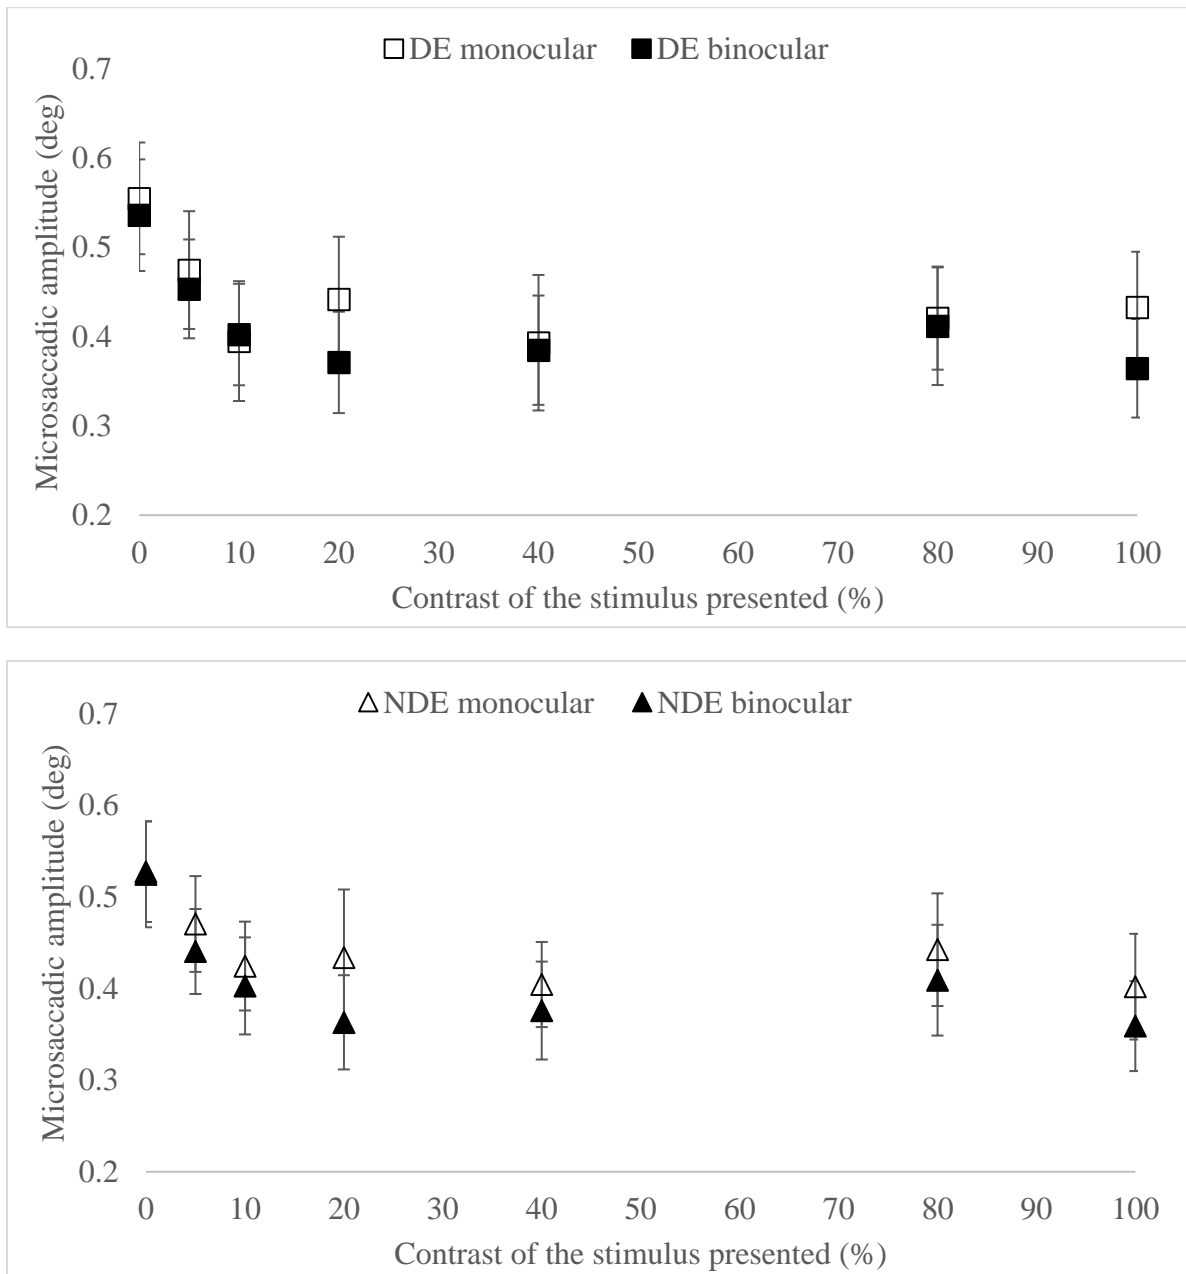 DE monocular DE binocular
0.7
0.6
0.5
0.4
0.3
0.2
Microsaccadic amplitude (deg)
0 10 20 30 40 50 60 70 80 90 100
Contrast of the stimulus presented (%)
NDE monocular NDE binocular
0.7
0.6
0.5
0.4
0.3
0.2
Microsaccadic amplitude (deg)
0 10 20 30 40 50 60 70 80 90 100
Contrast of the stimulus presented (%)